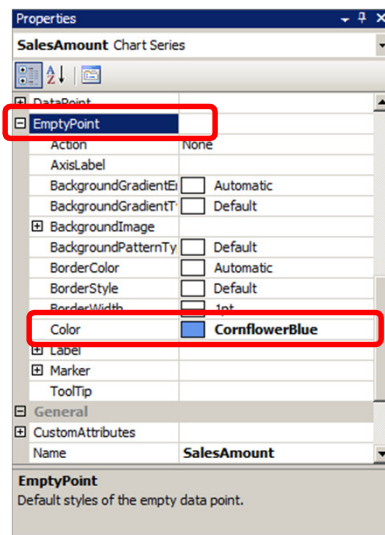 Properties
SalesAmount Chart Series
DataPoint
EmptyPoint
Action None
AxisLabel
BackgroundGradientE Automatic
BackgroundGradientT Default
BackgroundImage
BackgroundPatternTy Default
BorderColor Automatic
BorderStyle Default
BorderWidth 1pt
Color CornflowerBlue
Label
Marker
ToolTip
General
CustomAttributes
Name SalesAmount
EmptyPoint
Default styles of the empty data point.